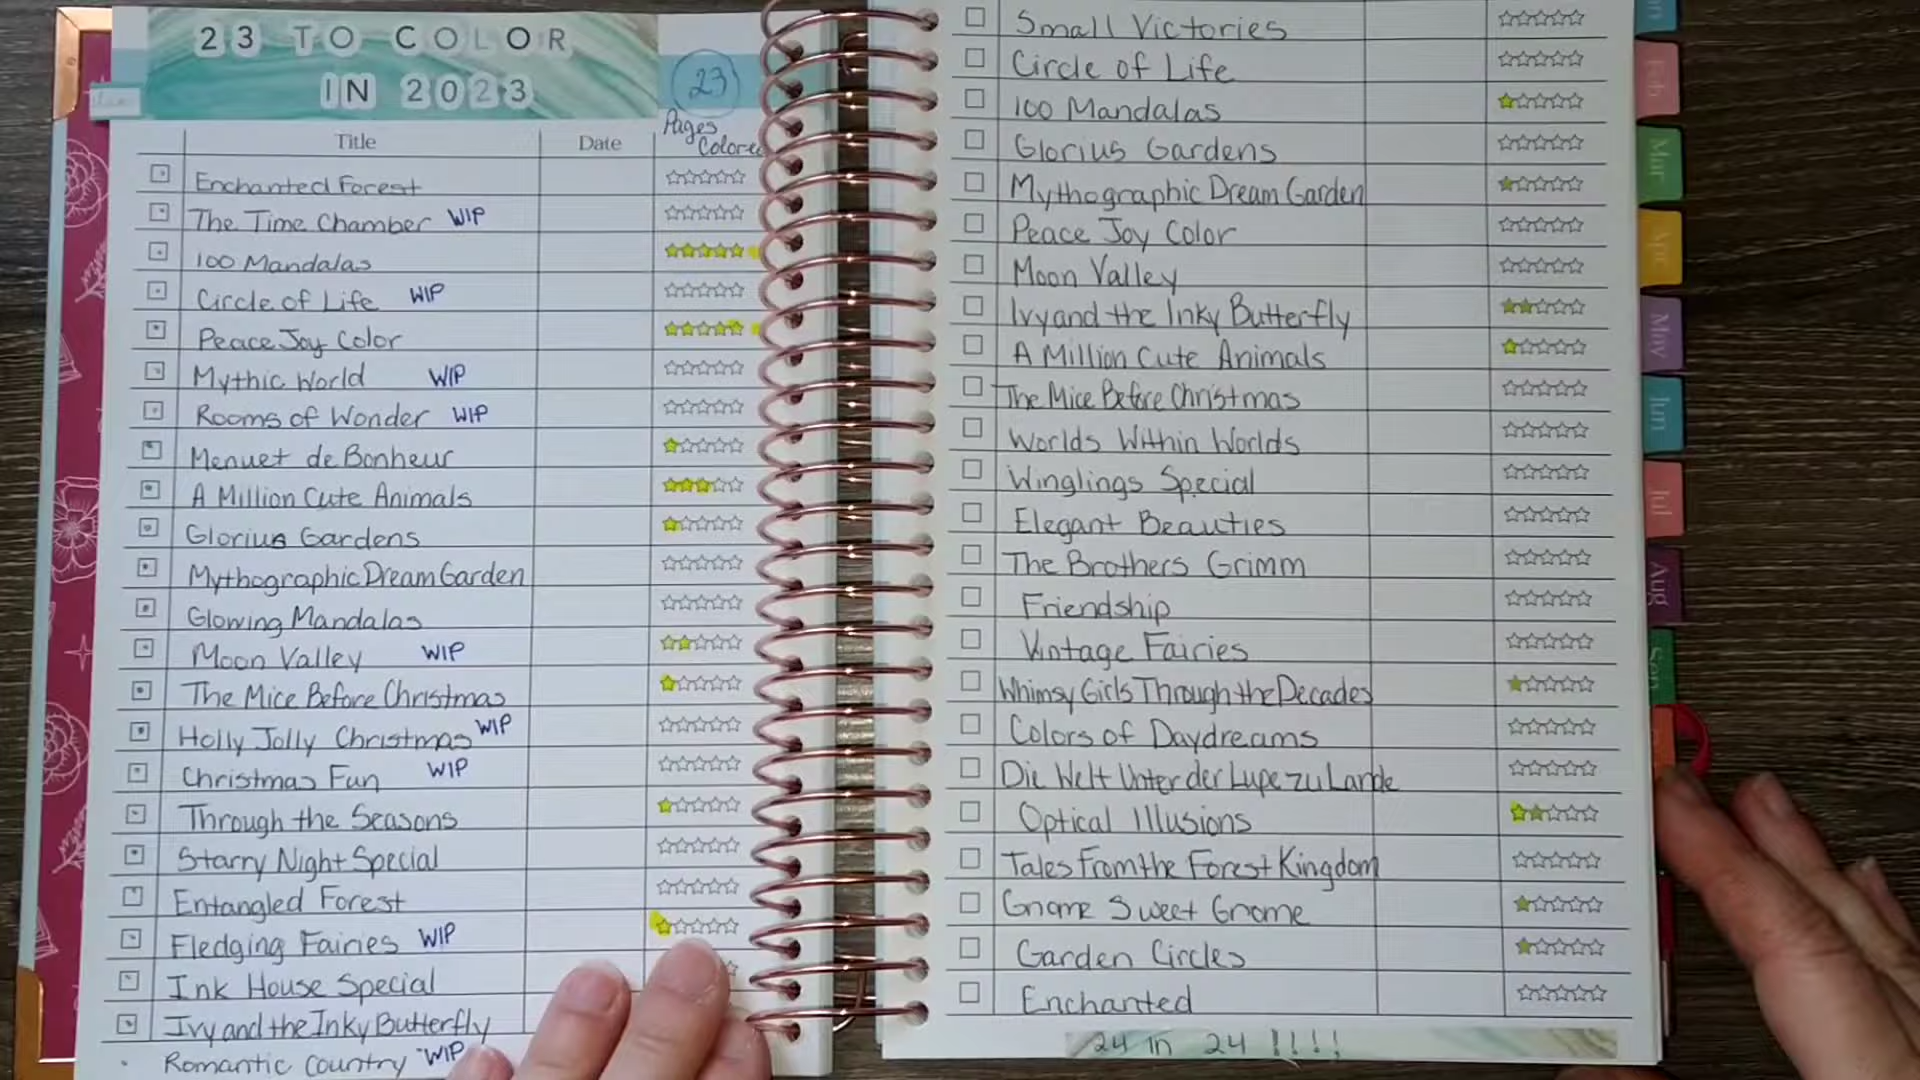 23 TO COLOR
IN 2023
23
Pages
Colored
Title Date
Enchanted Forest
The Time Chamber WIP
100 Mandalas
Circle of Life WIP
Peace Joy Color
Mythic World WIP
Rooms of Wonder WIP
Menuet de Bonheur
A Million Cute Animals
Glorius Gardens
Mythographic Dream Garden
Glowing Mandalas
Moon Valley WIP
The Mice Before Christmas
Holly Jolly Christmas WIP
Christmas Fun WIP
Through the Seasons
Starry Night Special
Entangled Forest
Fledging Fairies WIP
Ink House Special
Ivy and the Inky Butterfly
Romantic Country WIP
Small Victories
Circle of Life
100 Mandalas
Glorius Gardens
Mythographic Dream Garden
Peace Joy Color
Moon Valley
Ivy and the Inky Butterfly
A Million Cute Animals
The Mice Before Christmas
Worlds Within Worlds
Winglings Special
Elegant Beauties
The Brothers Grimm
Friendship
Vintage Fairies
Whimsy Girls Through the Decades
Colors of Daydreams
Die Welt Unter der Lupe zu Lande
Optical Illusions
Tales From the Forest Kingdom
Gnome Sweet Gnome
Garden Circles
Enchanted
24 in 24 !!!!
Feb
Mar
Apr
May
Jun
Jul
Aug
Sep